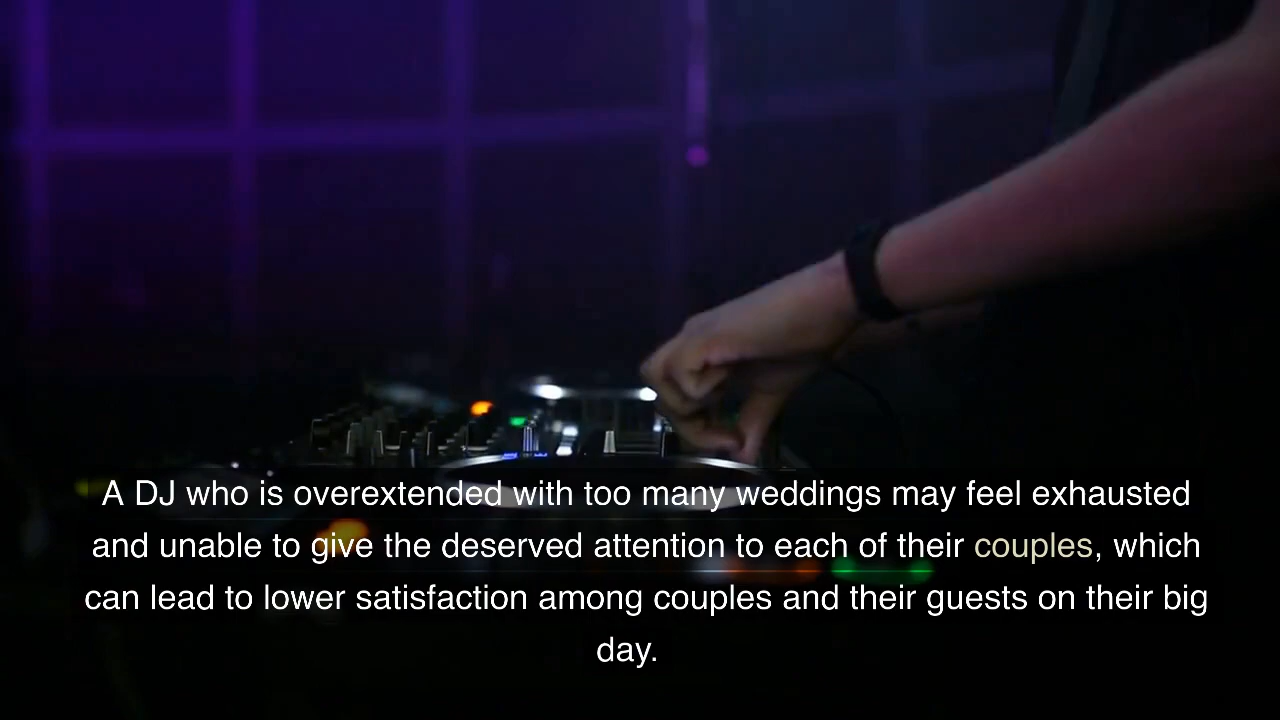 A DJ who is overextended with too many weddings may feel exhausted
and unable to give the deserved attention to each of their couples, which
can lead to lower satisfaction among couples and their guests on their big
day.